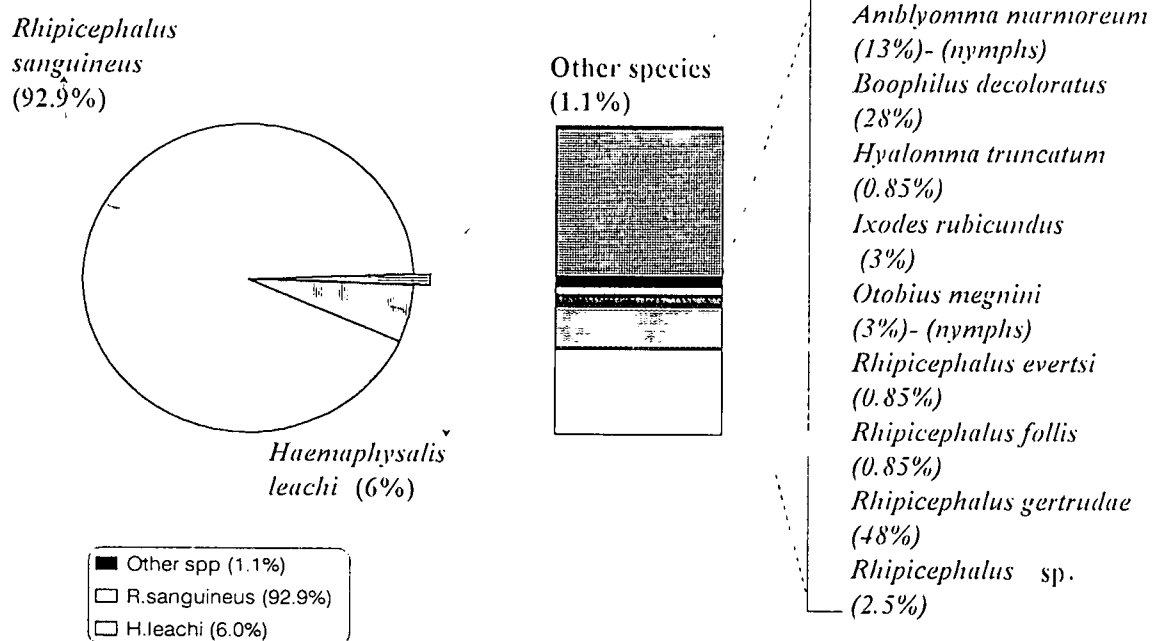 Rhipicephalus
sanguineus
(92.9%)
Other species
(1.1%)
Haemaphysalis
leachi (6%)
Other spp (1.1%)
R.sanguineus (92.9%)
H.leachi (6.0%)
Amblyomma marmoreum
(13%)- (nymphs)
Boophilus decoloratus
(28%)
Hyalomma truncatum
(0.85%)
Ixodes rubicundus
(3%)
Otobius megnini
(3%)- (nymphs)
Rhipicephalus evertsi
(0.85%)
Rhipicephalus follis
(0.85%)
Rhipicephalus gertrudae
(48%)
Rhipicephalus sp.
(2.5%)